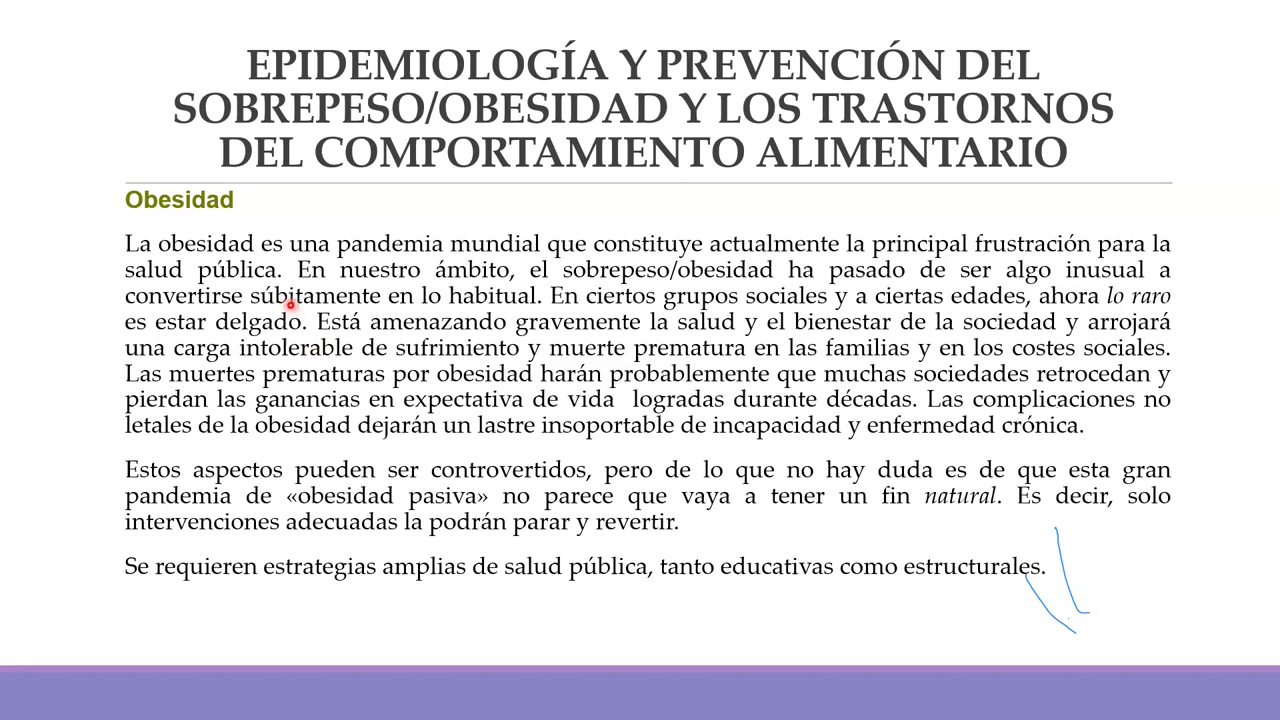 EPIDEMIOLOGÍA Y PREVENCIÓN DEL
SOBREPESO/OBESIDAD Y LOS TRASTORNOS
DEL COMPORTAMIENTO ALIMENTARIO
Obesidad
La obesidad es una pandemia mundial que constituye actualmente la principal frustración para la
salud pública. En nuestro ámbito, el sobrepeso/obesidad ha pasado de ser algo inusual a
convertirse súbitamente en lo habitual. En ciertos grupos sociales y a ciertas edades, ahora lo raro
es estar delgado. Está amenazando gravemente la salud y el bienestar de la sociedad y arrojará
una carga intolerable de sufrimiento y muerte prematura en las familias y en los costes sociales.
Las muertes prematuras por obesidad harán probablemente que muchas sociedades retrocedan y
pierdan las ganancias en expectativa de vida  logradas durante décadas. Las complicaciones no
letales de la obesidad dejarán un lastre insoportable de incapacidad y enfermedad crónica.
Estos aspectos pueden ser controvertidos, pero de lo que no hay duda es de que esta gran
pandemia de «obesidad pasiva» no parece que vaya a tener un fin natural. Es decir, solo
intervenciones adecuadas la podrán parar y revertir.
Se requieren estrategias amplias de salud pública, tanto educativas como estructurales.